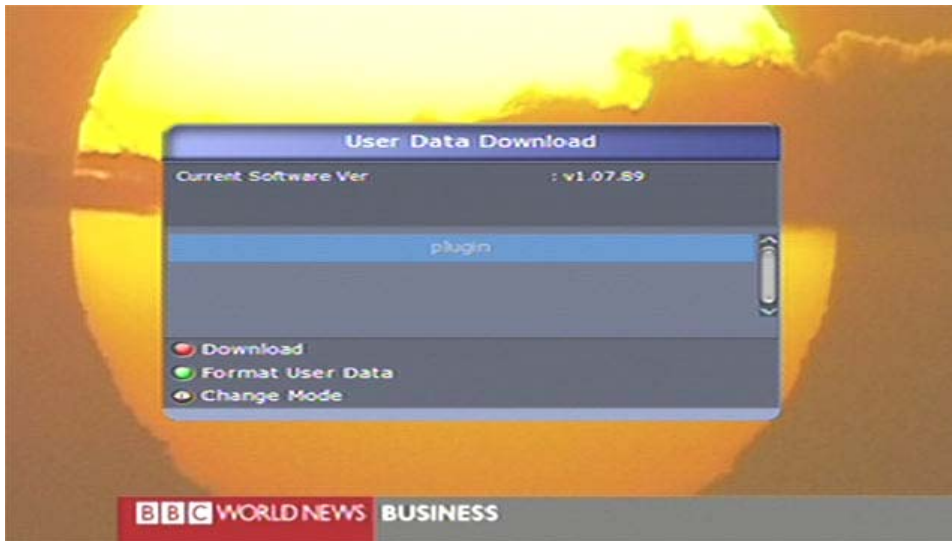 User Data Download
Current Software Ver : v1.07.89
plugin
Download
Format User Data
Change Mode
BBC WORLD NEWS BUSINESS